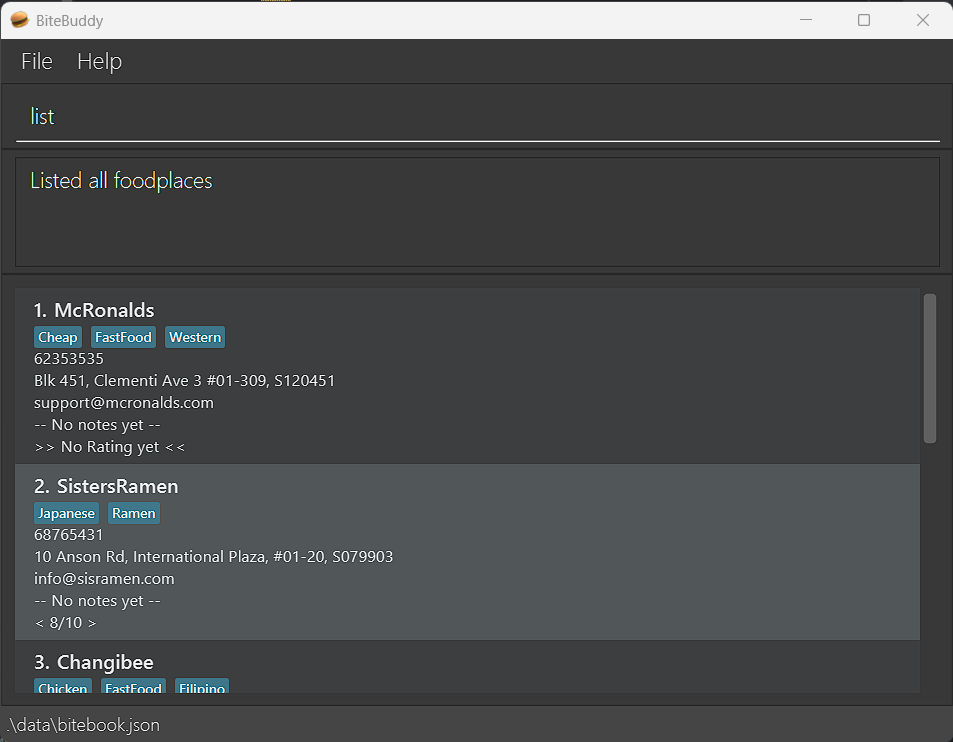 BiteBuddy
File Help
list
Listed all foodplaces
1. McRonalds
Cheap FastFood Western
62353535
Blk 451, Clementi Ave 3 #01-309, S120451
support@mcronalds.com
-- No notes yet --
>> No Rating yet <<
2. SistersRamen
Japanese Ramen
68765431
10 Anson Rd, International Plaza, #01-20, S079903
info@sisramen.com
-- No notes yet --
< 8/10 >
3. Changibee
Chicken FastFood Filipino
.\data\bitebook.json